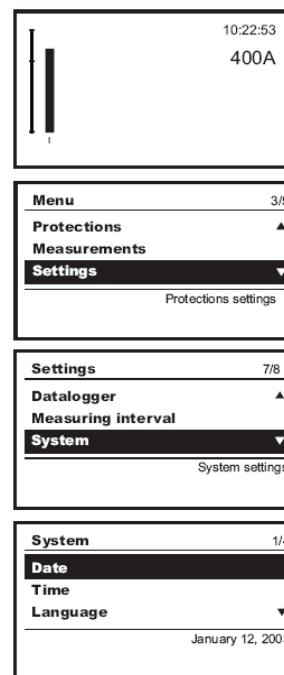 10:22:53
400A
I
Menu 3/5
Protections
Measurements
Settings
Protections settings
Settings 7/8
Datalogger
Measuring interval
System
System settings
System 1/
Date
Time
Language
January 12, 200